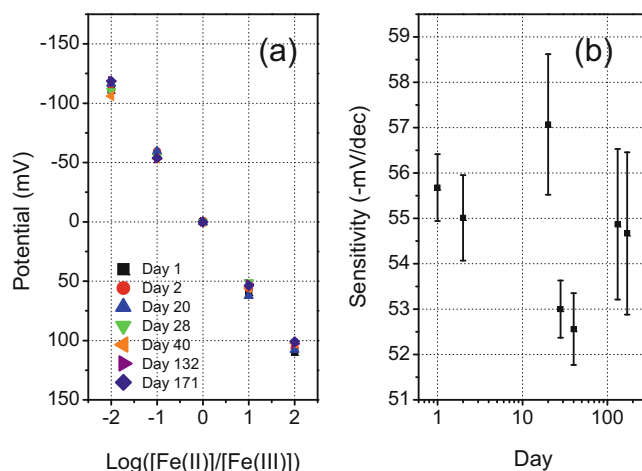 (a)
-150
-100
-50
0
50
100
150
Potential (mV)
Day 1
Day 2
Day 20
Day 28
Day 40
Day 132
Day 171
-2 -1 0 1 2
Log([Fe(II)]/[Fe(III)])
(b)
59
58
57
56
55
54
53
52
51
Sensitivity (-mV/dec)
1 10 100
Day